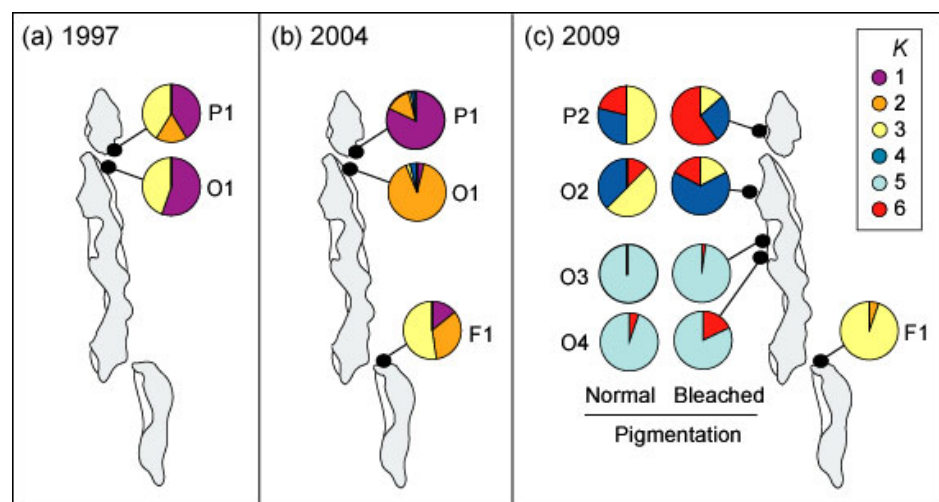 (a) 1997
P1
O1
(b) 2004
P1
O1
F1
(c) 2009
P2
O2
O3
O4
F1
Normal Bleached
Pigmentation
K
1
2
3
4
5
6